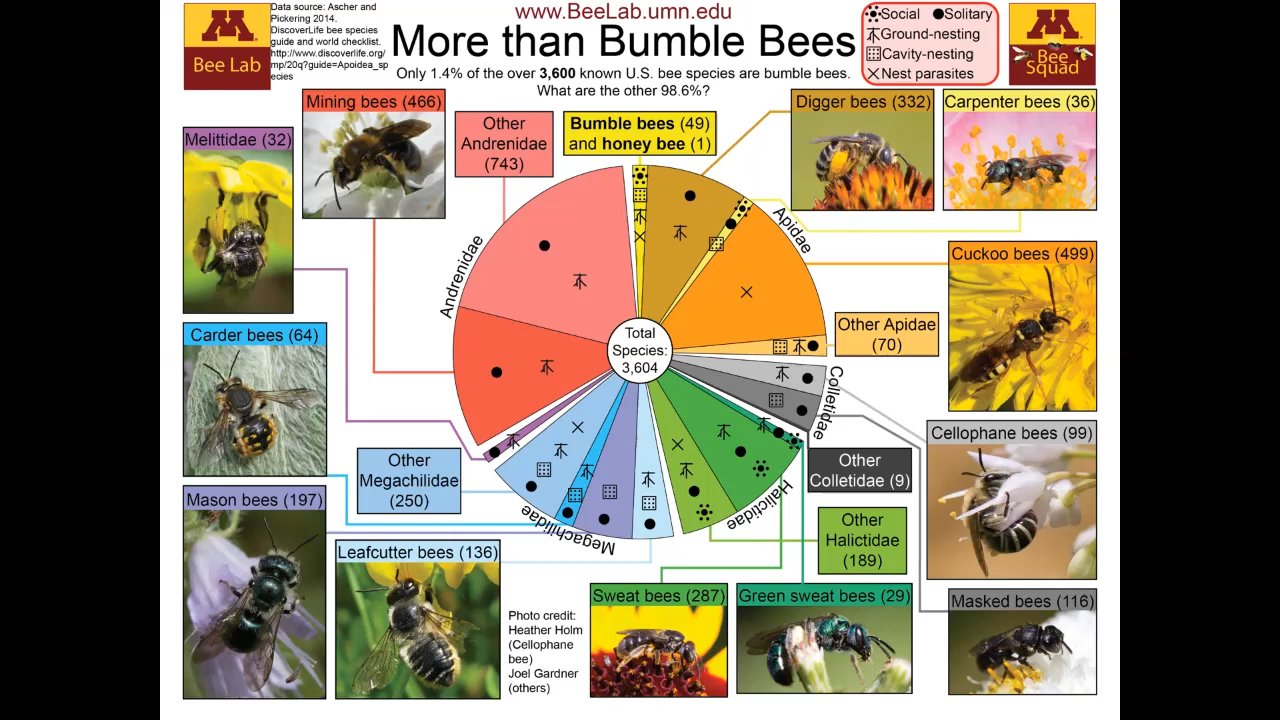 Bee Lab
Data source: Ascher and
Pickering 2014.
DiscoverLife bee species
guide and world checklist.
http://www.discoverlife.org/
mp/20q?guide=Apoidea_sp
ecies
www.BeeLab.umn.edu
More than Bumble Bees
Only 1.4% of the over 3,600 known U.S. bee species are bumble bees.
What are the other 98.6%?
Social Solitary
Ground-nesting
Cavity-nesting
Nest parasites
M
M
Bee
Squad
Mining bees (466)
Other
Andrenidae
(743)
Bumble bees (49)
and honey bee (1)
Digger bees (332)
Carpenter bees (36)
Melittidae (32)
Andrenidae
Apidae
Cuckoo bees (499)
Carder bees (64)
Total
Species:
3,604
Other Apidae
(70)
Colletidae
Cellophane bees (99)
Other
Megachilidae
(250)
Other
Colletidae (9)
Mason bees (197)
Megachilidae
Halictidae
Other
Halictidae
(189)
Leafcutter bees (136)
Sweat bees (287)
Green sweat bees (29)
Masked bees (116)
Photo credit:
Heather Holm
(Cellophane
bee)
Joel Gardner
(others)